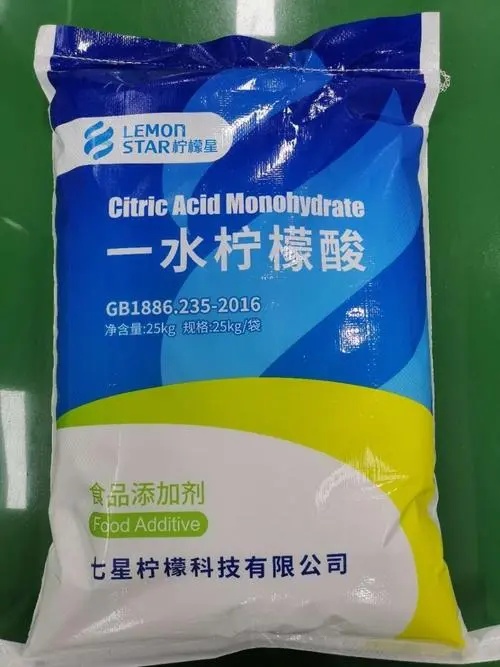 LEMON
STAR柠檬星
Citric Acid Monohydrate
一水柠檬酸
GB1886.235-2016
净含量:25kg 规格:25kg/袋
食品添加剂
Food Additive
七星柠檬科技有限公司